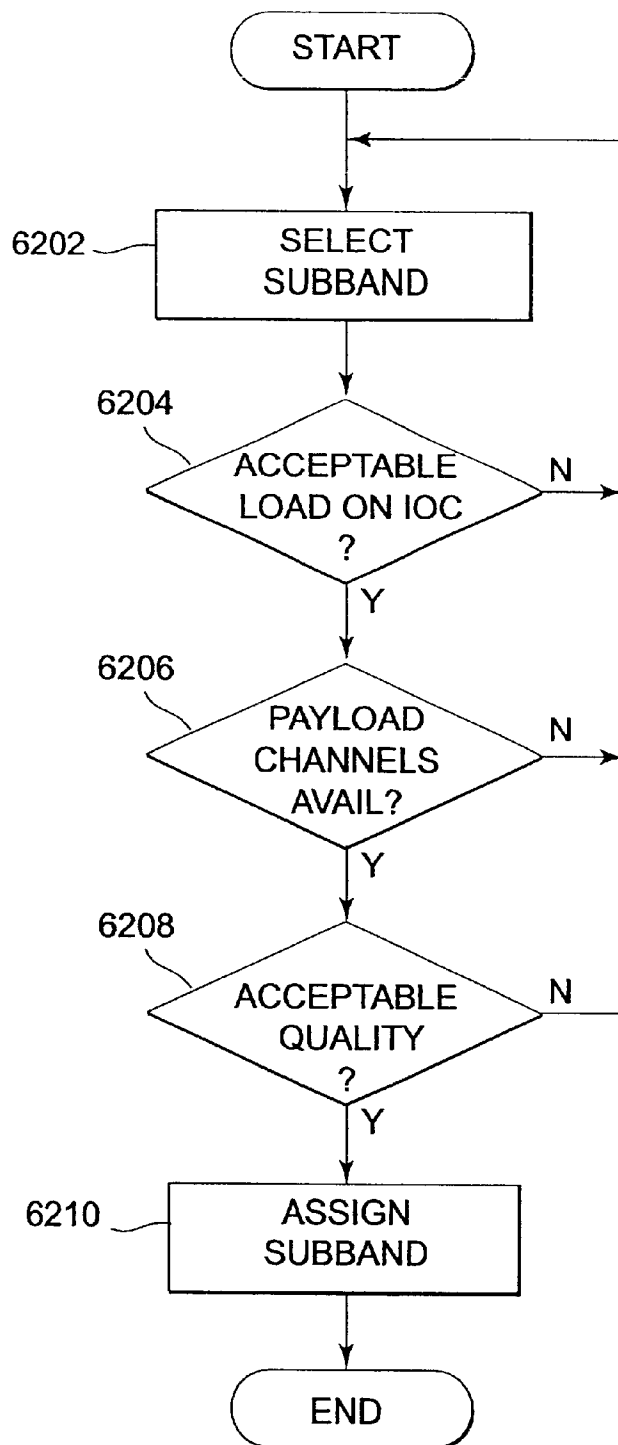 START
6202
SELECT
SUBBAND
6204
ACCEPTABLE
LOAD ON IOC
?
N
Y
6206
PAYLOAD
CHANNELS
AVAIL?
N
Y
6208
ACCEPTABLE
QUALITY
?
N
Y
6210
ASSIGN
SUBBAND
END